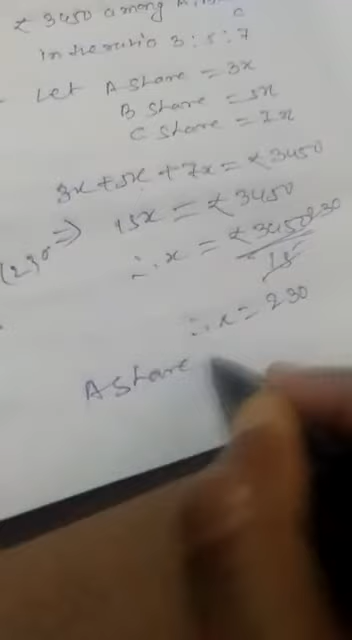 ₹ 3450 among A, B
C
in the ratio 3:5:7
Let A share = 3x
B share = 5x
C share = 7x
3x + 5x + 7x = ₹3450
⇒ 15x = ₹3450
(230
∴ x = ₹3450 230
15
∴ x = 230
A share